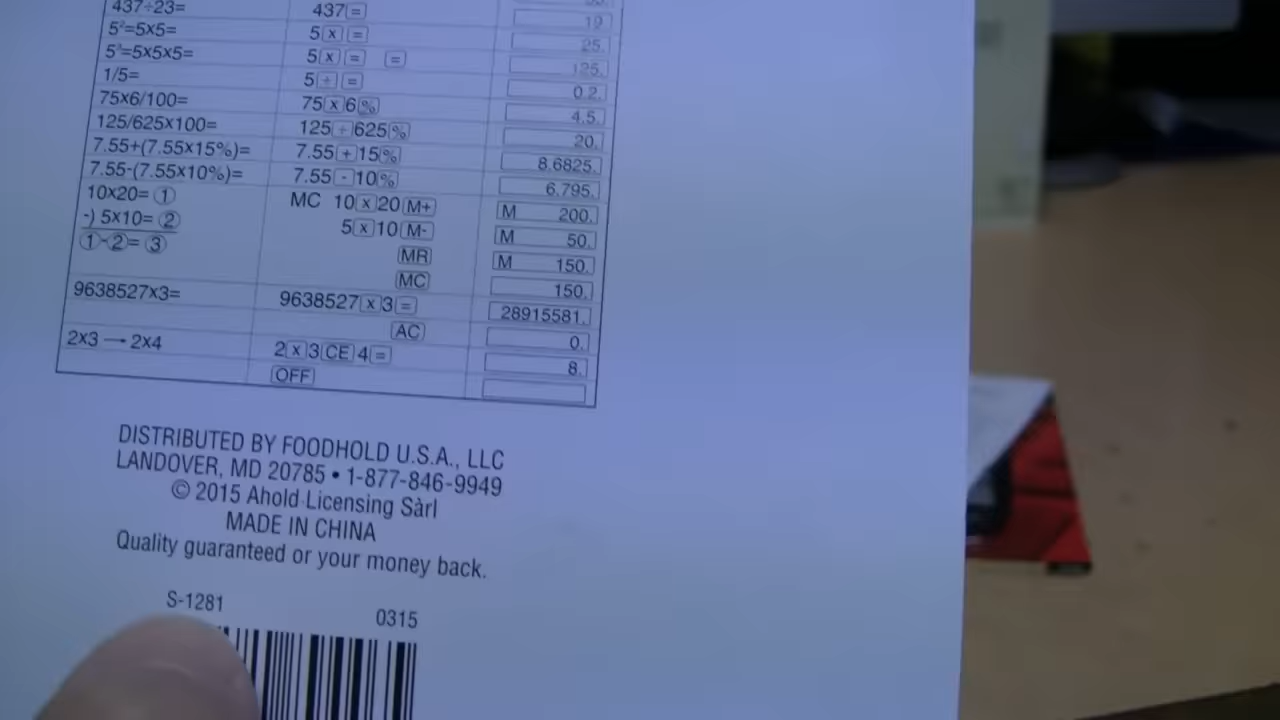 437÷23= 437[=] 19.
5²=5x5= 5[x][=] 25.
5³=5x5x5= 5[x][=] [=] 125.
1/5= 5[÷][=] 0.2.
75x6/100= 75[x]6[%] 4.5.
125/625x100= 125[÷]625[%] 20.
7.55+(7.55x15%)= 7.55[+]15[%] 8.6825.
7.55-(7.55x10%)= 7.55[-]10[%] 6.795.
10x20= ① MC 10[x]20[M+] M 200.
-) 5x10= ② 5[x]10[M-] M 50.
①-②= ③ [MR] M 150.
[MC] 150.
9638527x3= 9638527[x]3[=] 28915581.
[AC] 0.
2x3 → 2x4 2[x]3[CE]4[=] 8.
[OFF]
DISTRIBUTED BY FOODHOLD U.S.A., LLC
LANDOVER, MD 20785 • 1-877-846-9949
© 2015 Ahold Licensing Sàrl
MADE IN CHINA
Quality guaranteed or your money back.
S-1281 0315